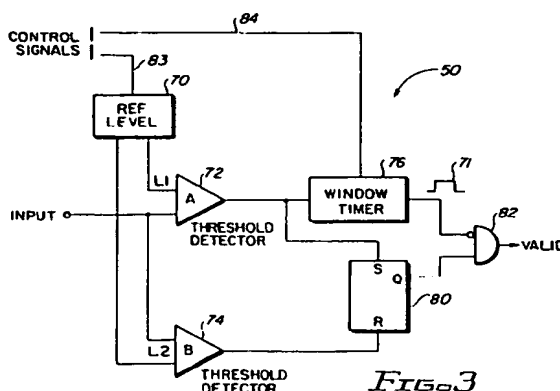 CONTROL
SIGNALS
84
83
70
50
REF
LEVEL
72
76
71
L1
A
WINDOW
TIMER
82
INPUT
THRESHOLD
DETECTOR
VALID
S
Q
80
74
R
L2
B
THRESHOLD
DETECTOR
FIG. 3